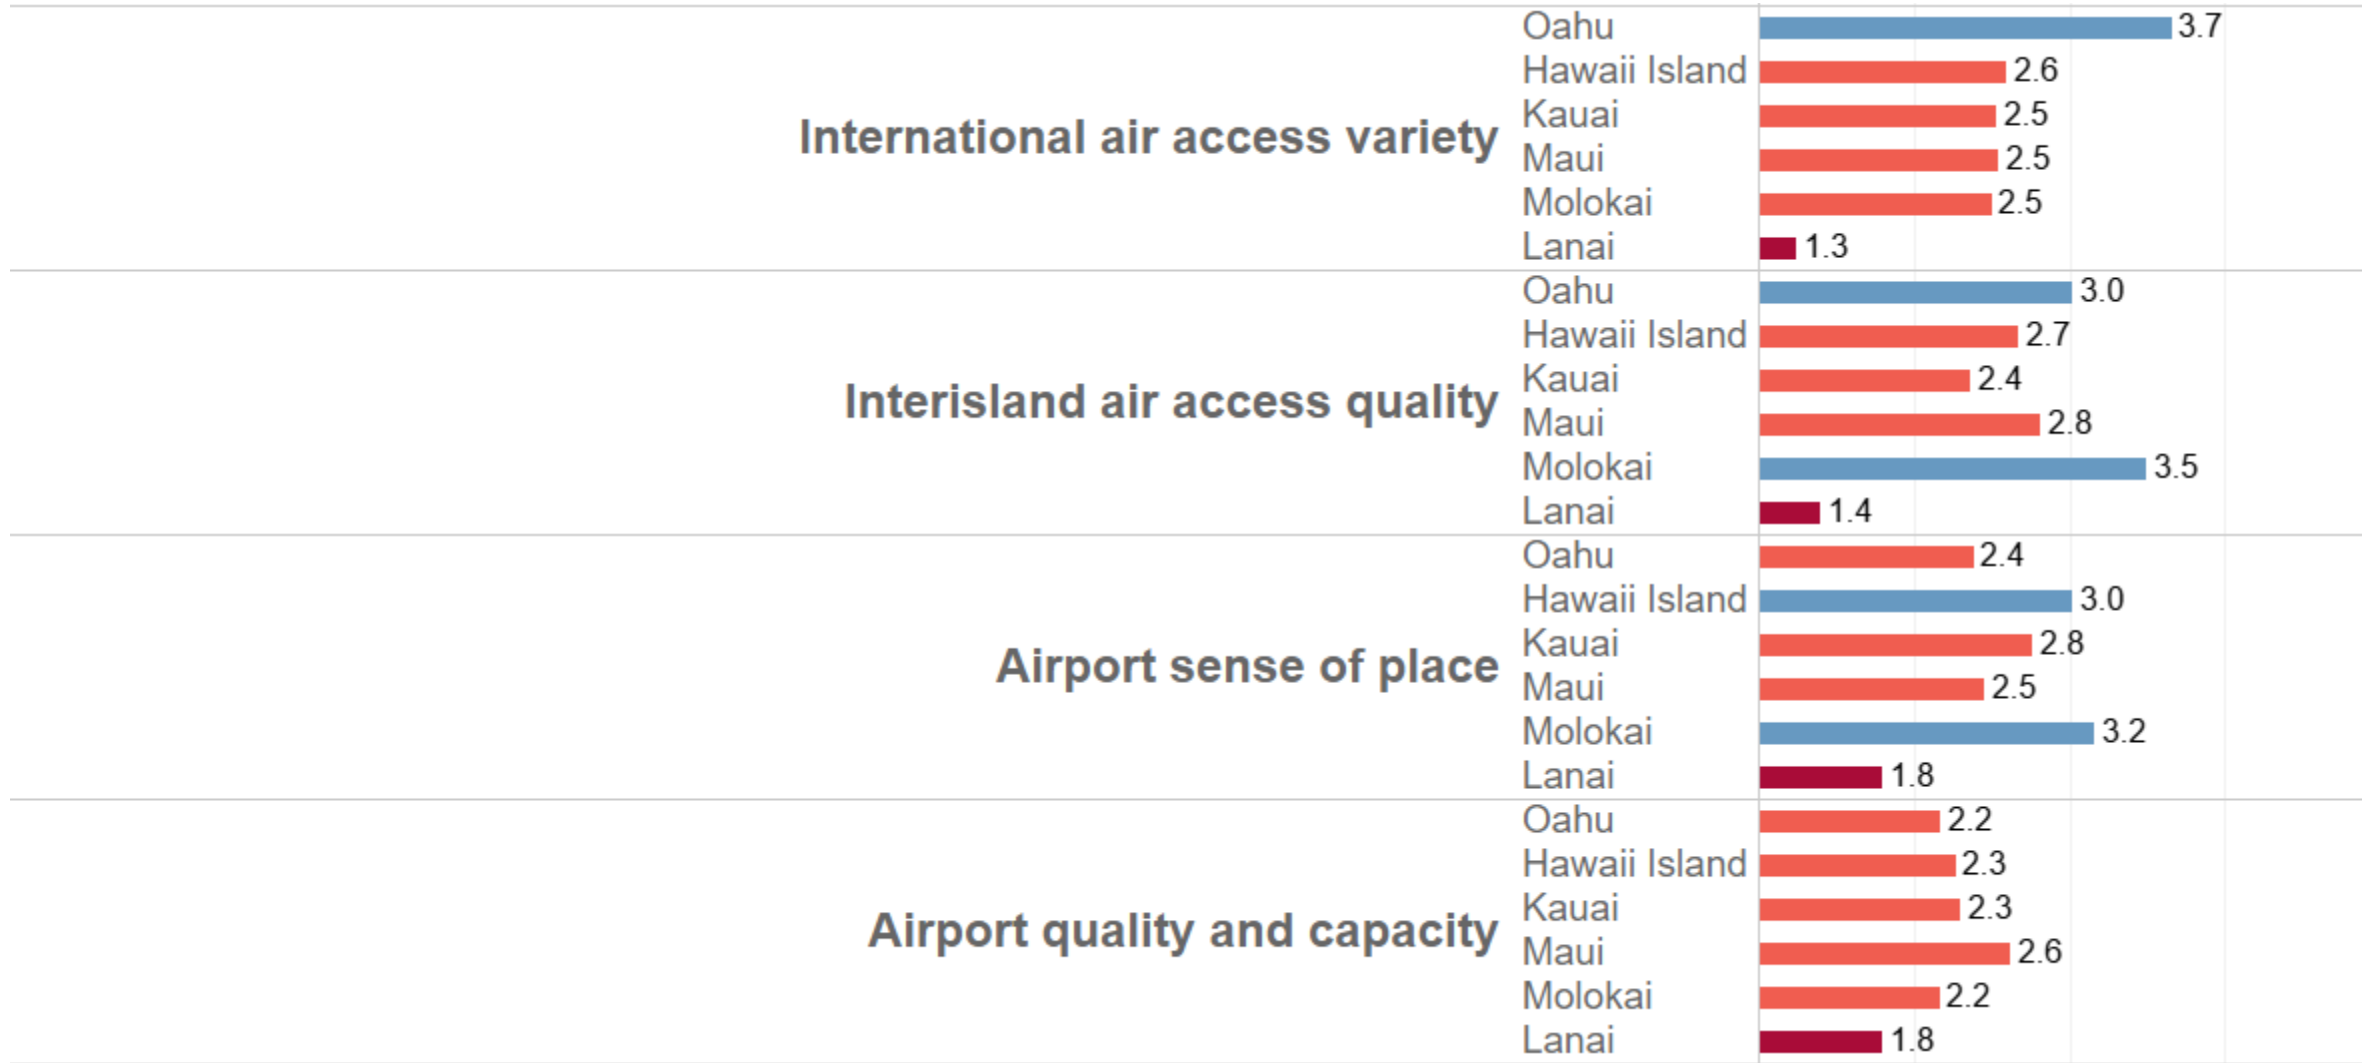 International air access variety
Oahu 3.7
Hawaii Island 2.6
Kauai 2.5
Maui 2.5
Molokai 2.5
Lanai 1.3
Interisland air access quality
Oahu 3.0
Hawaii Island 2.7
Kauai 2.4
Maui 2.8
Molokai 3.5
Lanai 1.4
Airport sense of place
Oahu 2.4
Hawaii Island 3.0
Kauai 2.8
Maui 2.5
Molokai 3.2
Lanai 1.8
Airport quality and capacity
Oahu 2.2
Hawaii Island 2.3
Kauai 2.3
Maui 2.6
Molokai 2.2
Lanai 1.8